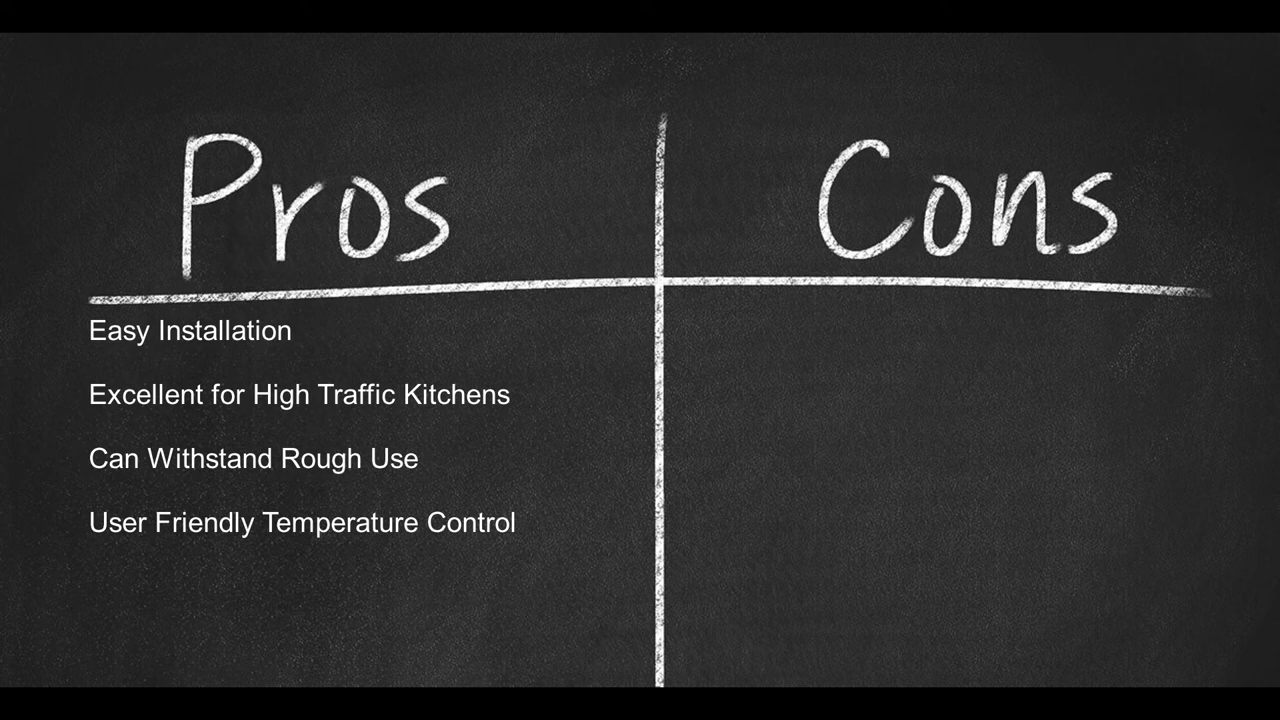 Pros
Cons
Easy Installation
Excellent for High Traffic Kitchens
Can Withstand Rough Use
User Friendly Temperature Control